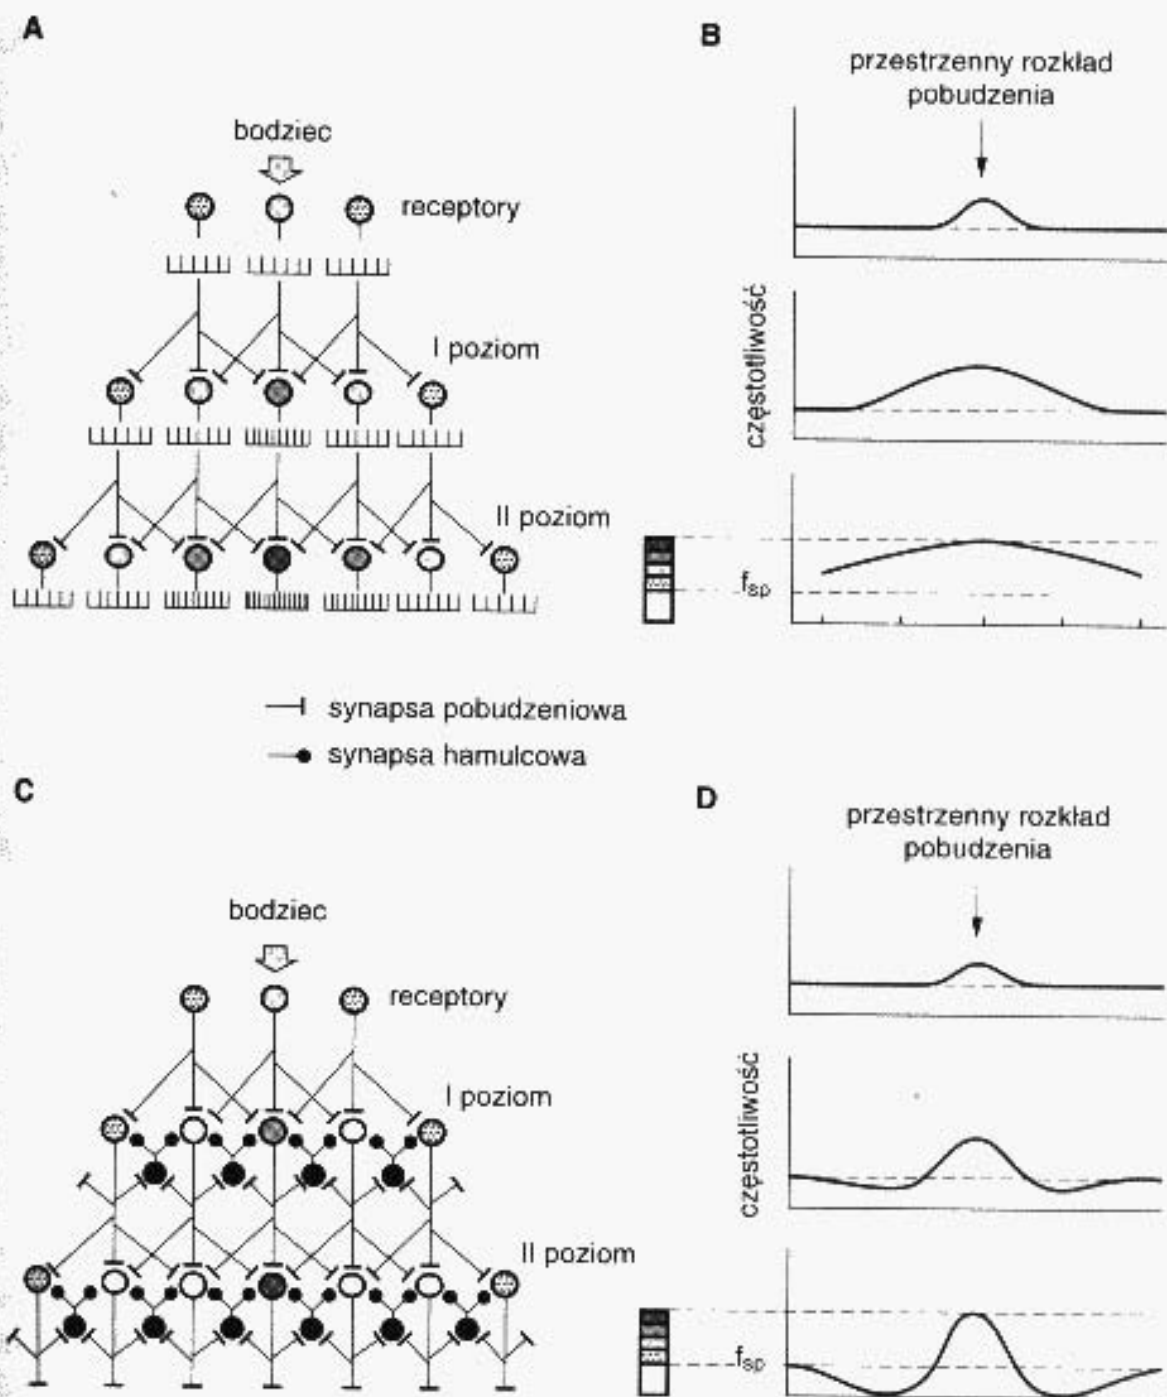 A
bodziec
receptory
I poziom
II poziom
B
przestrzenny rozkład
pobudzenia
częstotliwość
fsp
synapsa pobudzeniowa
synapsa hamulcowa
C
bodziec
receptory
I poziom
II poziom
D
przestrzenny rozkład
pobudzenia
częstotliwość
fsp